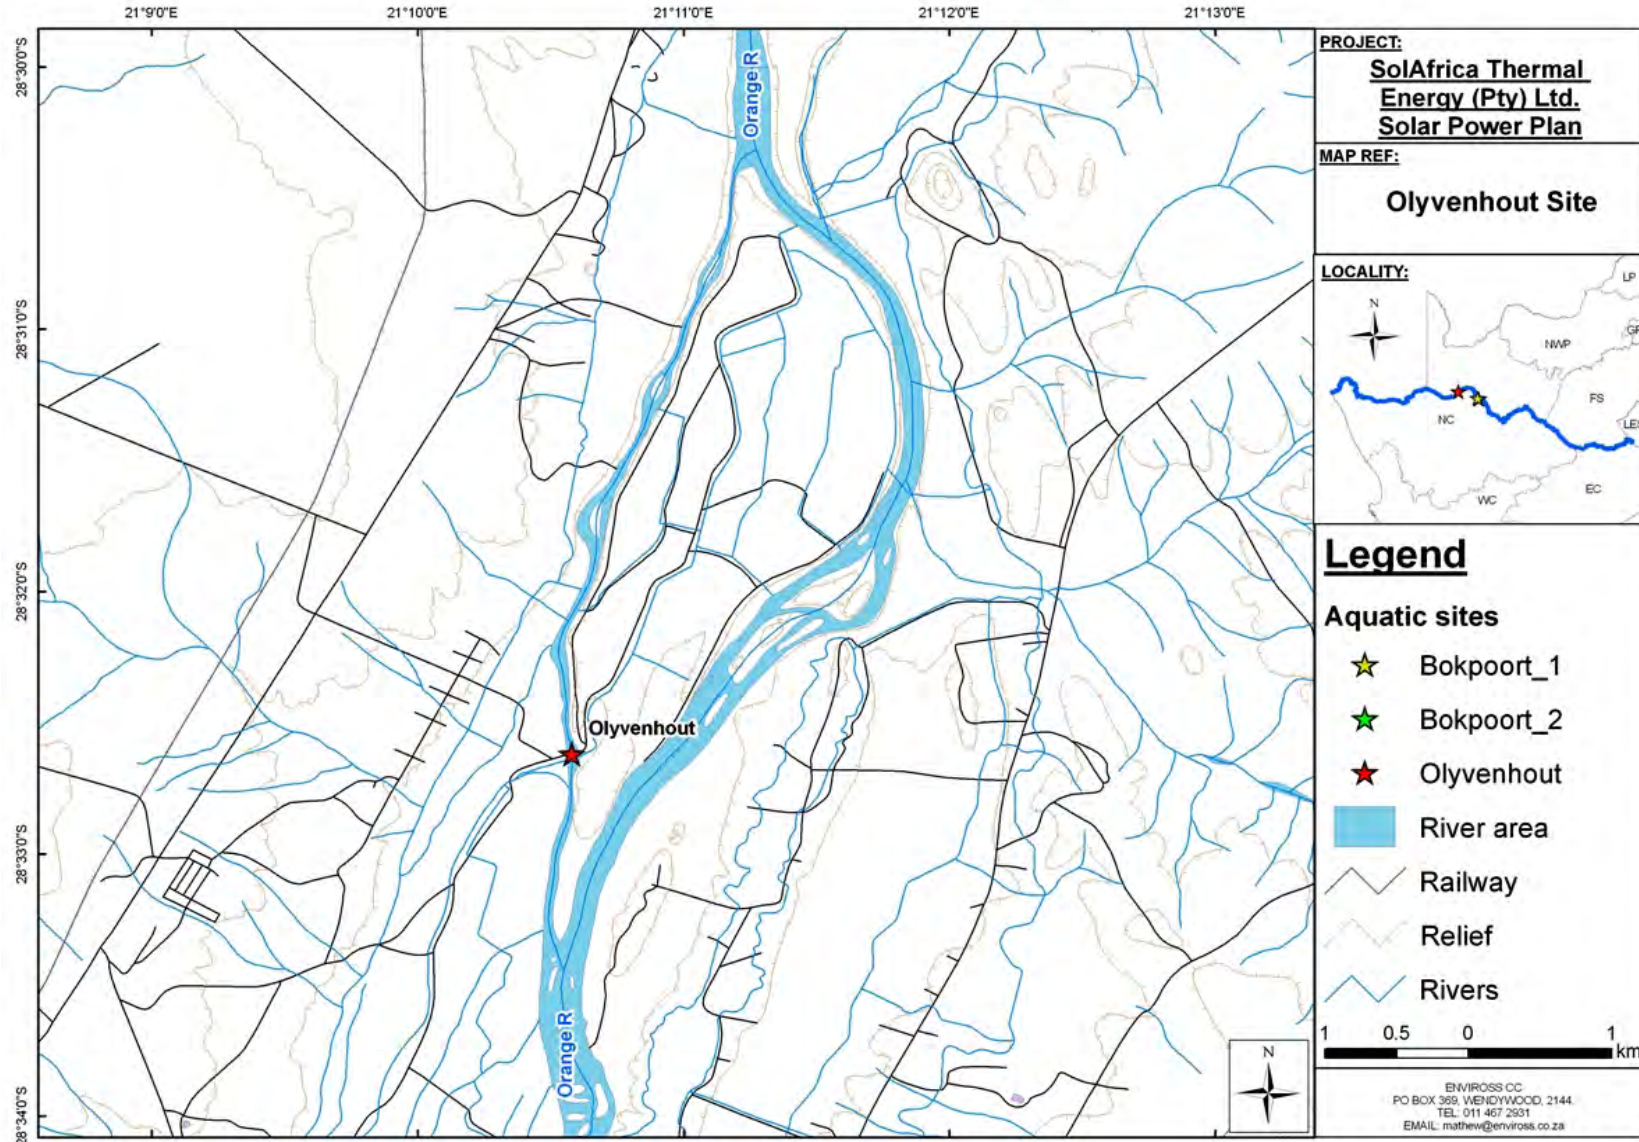 21°9'0"E
21°10'0"E
21°11'0"E
21°12'0"E
21°13'0"E
28°30'0"S
28°31'0"S
28°32'0"S
28°33'0"S
28°34'0"S
Orange R
Olyvenhout
Orange R
N
PROJECT:
SolAfrica Thermal
Energy (Pty) Ltd.
Solar Power Plan
MAP REF:
Olyvenhout Site
LOCALITY:
N
LP
NWP
FS
NC
WC
EC
Legend
Aquatic sites
Bokpoort_1
Bokpoort_2
Olyvenhout
River area
Railway
Relief
Rivers
1 0.5 0 1
km
ENVIROSS CC
PO BOX 369, WENDYWOOD, 2144.
TEL: 011 467 2931
EMAIL: mathew@enviross.co.za